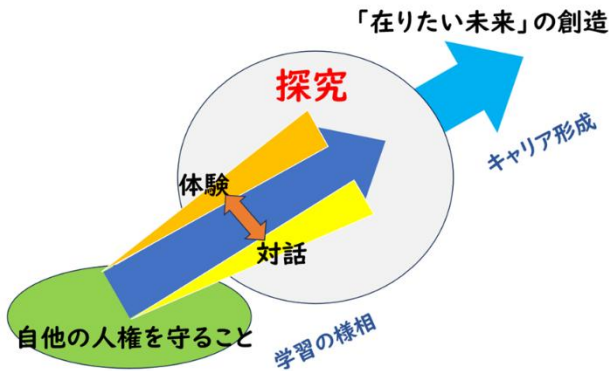 「在りたい未来」の創造
探究
キャリア形成
体験
対話
自他の人権を守ること
学習の様相